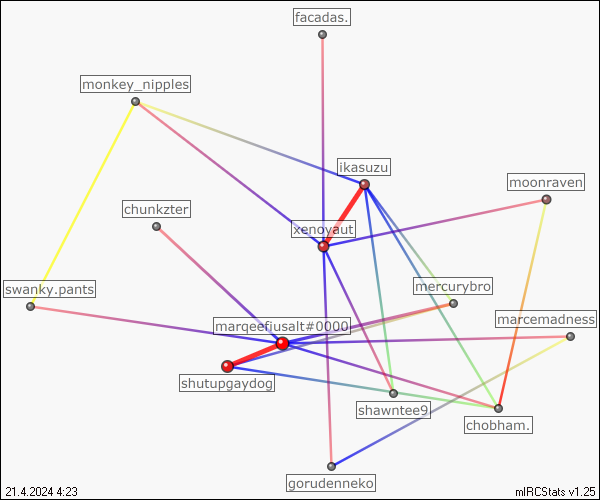 facadas.
monkey_nipples
ikasuzu
moonraven
chunkzter
xenoyaut
swanky.pants
mercurybro
marqeefiusalt#0000
marcemadness
shutupgaydog
shawntee9
chobham.
gorudenneko
21.4.2024 4:23
mIRCStats v1.25